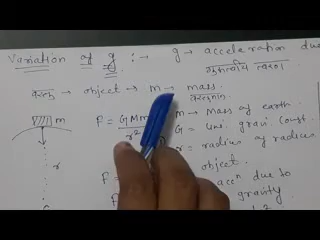 Variation of g :→ g → acceleration due
गुरुत्वीय त्वरण
वस्तु → object → m → mass
द्रव्यमान
m F = GMm M → Mass of earth.
r² G = Uni. gravi. const.
r r = radius of radius
object.
accⁿ due to
gravity